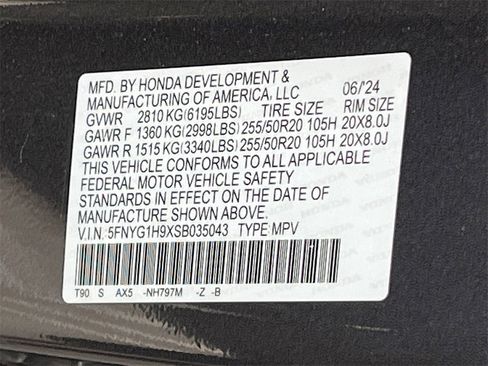 MFD. BY HONDA DEVELOPMENT &
MANUFACTURING OF AMERICA, LLC 06/'24
GVWR 2810 KG(6195LBS) TIRE SIZE RIM SIZE
GAWR F 1360 KG(2998LBS) 255/50R20 105H 20X8.0J
GAWR R 1515 KG(3340LBS) 255/50R20 105H 20X8.0J
THIS VEHICLE CONFORMS TO ALL APPLICABLE
FEDERAL MOTOR VEHICLE SAFETY
STANDARDS IN EFFECT ON THE DATE OF
MANUFACTURE SHOWN ABOVE.
V.I.N. 5FNYG1H9XSB035043 TYPE: MPV
T90 S AX5 -NH797M -Z -B